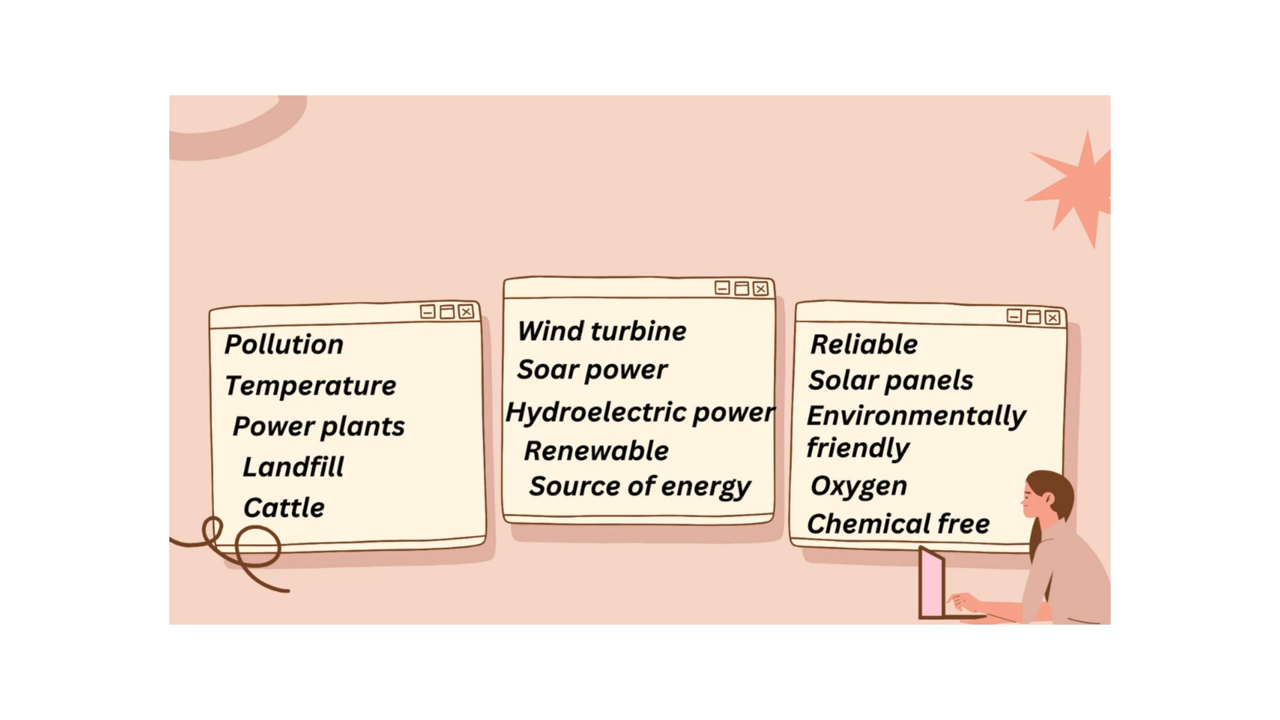 Pollution
Temperature
Power plants
Landfill
Cattle
Wind turbine
Soar power
Hydroelectric power
Renewable
Source of energy
Reliable
Solar panels
Environmentally
friendly
Oxygen
Chemical free